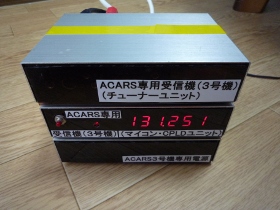 ACARS専用受信機(3号機)
(チューナーユニット)
ACARS専用
131.251
受信機(3号機)(マイコン・CPLDユニット)
ACARS3号機専用電源